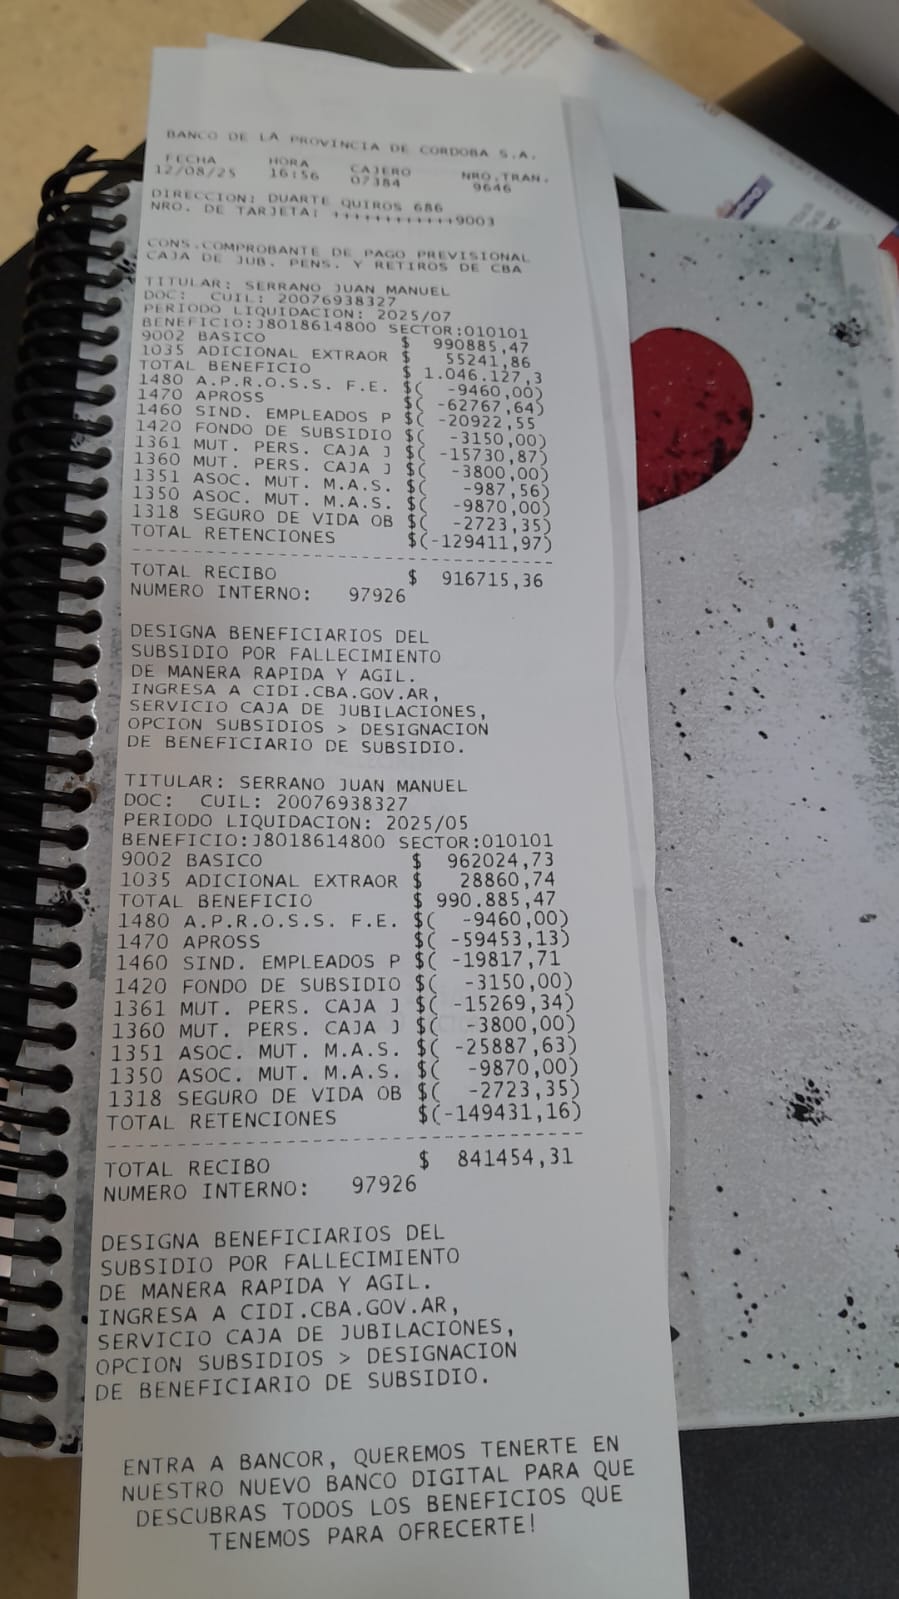 BANCO DE LA PROVINCIA DE CORDOBA S.A.
FECHA HORA CAJERO NRO.TRAN.
12/08/25 16:56 07384 9646
DIRECCION: DUARTE QUIROS 686
NRO. DE TARJETA: ++++++++++++9003
CONS.COMPROBANTE DE PAGO PREVISIONAL
CAJA DE JUB. PENS. Y RETIROS DE CBA
TITULAR: SERRANO JUAN MANUEL
DOC: CUIL: 20076938327
PERIODO LIQUIDACION: 2025/07
BENEFICIO:J8018614800 SECTOR:010101
9002 BASICO $ 990885,47
1035 ADICIONAL EXTRAOR $ 55241,86
TOTAL BENEFICIO $ 1.046.127,3
1480 A.P.R.O.S.S. F.E. $( -9460,00)
1470 APROSS $( -62767,64)
1460 SIND. EMPLEADOS P $( -20922,55
1420 FONDO DE SUBSIDIO $( -3150,00)
1361 MUT. PERS. CAJA J $( -15730,87)
1360 MUT. PERS. CAJA J $( -3800,00)
1351 ASOC. MUT. M.A.S. $( -987,56)
1350 ASOC. MUT. M.A.S. $( -9870,00)
1318 SEGURO DE VIDA OB $( -2723,35)
TOTAL RETENCIONES $(-129411,97)
TOTAL RECIBO $ 916715,36
NUMERO INTERNO: 97926
DESIGNA BENEFICIARIOS DEL
SUBSIDIO POR FALLECIMIENTO
DE MANERA RAPIDA Y AGIL.
INGRESA A CIDI.CBA.GOV.AR,
SERVICIO CAJA DE JUBILACIONES,
OPCION SUBSIDIOS > DESIGNACION
DE BENEFICIARIO DE SUBSIDIO.
TITULAR: SERRANO JUAN MANUEL
DOC: CUIL: 20076938327
PERIODO LIQUIDACION: 2025/05
BENEFICIO:J8018614800 SECTOR:010101
9002 BASICO $ 962024,73
1035 ADICIONAL EXTRAOR $ 28860,74
TOTAL BENEFICIO $ 990.885,47
1480 A.P.R.O.S.S. F.E. $( -9460,00)
1470 APROSS $( -59453,13)
1460 SIND. EMPLEADOS P $( -19817,71
1420 FONDO DE SUBSIDIO $( -3150,00)
1361 MUT. PERS. CAJA J $( -15269,34)
1360 MUT. PERS. CAJA J $( -3800,00)
1351 ASOC. MUT. M.A.S. $( -25887,63)
1350 ASOC. MUT. M.A.S. $( -9870,00)
1318 SEGURO DE VIDA OB $( -2723,35)
TOTAL RETENCIONES $(-149431,16)
TOTAL RECIBO $ 841454,31
NUMERO INTERNO: 97926
DESIGNA BENEFICIARIOS DEL
SUBSIDIO POR FALLECIMIENTO
DE MANERA RAPIDA Y AGIL.
INGRESA A CIDI.CBA.GOV.AR,
SERVICIO CAJA DE JUBILACIONES,
OPCION SUBSIDIOS > DESIGNACION
DE BENEFICIARIO DE SUBSIDIO.
ENTRA A BANCOR, QUEREMOS TENERTE EN
NUESTRO NUEVO BANCO DIGITAL PARA QUE
DESCUBRAS TODOS LOS BENEFICIOS QUE
TENEMOS PARA OFRECERTE!